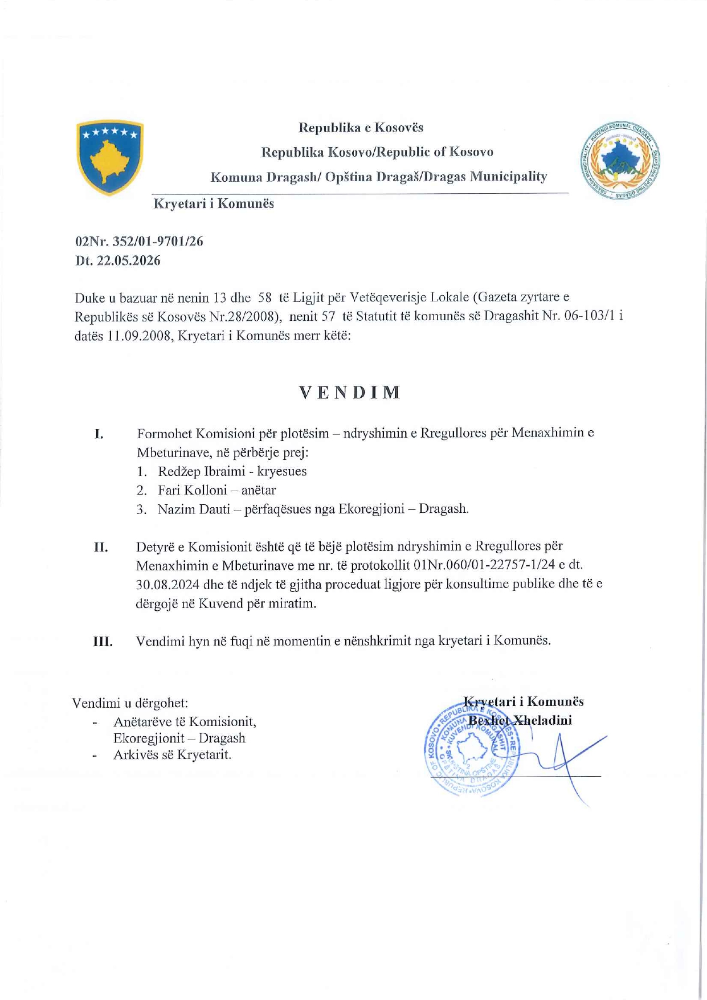 Republika e Kosovës
Republika Kosovo/Republic of Kosovo
Komuna Dragash/ Opština Dragaš/Dragas Municipality
Kryetari i Komunës
02Nr. 352/01-9701/26
Dt. 22.05.2026
Duke u bazuar në nenin 13 dhe 58 të Ligjit për Vetëqeverisje Lokale (Gazeta zyrtare e
Republikës së Kosovës Nr.28/2008), nenit 57 të Statutit të komunës së Dragashit Nr. 06-103/1 i
datës 11.09.2008, Kryetari i Komunës merr këtë:
V E N D I M
I. Formohet Komisioni për plotësim – ndryshimin e Rregullores për Menaxhimin e
Mbeturinave, në përbërje prej:
1. Redžep Ibraimi - kryesues
2. Fari Kolloni – anëtar
3. Nazim Dauti – përfaqësues nga Ekoregjioni – Dragash.
II. Detyrë e Komisionit është që të bëjë plotësim ndryshimin e Rregullores për
Menaxhimin e Mbeturinave me nr. të protokollit 01Nr.060/01-22757-1/24 e dt.
30.08.2024 dhe të ndjek të gjitha proceduat ligjore për konsultime publike dhe të e
dërgojë në Kuvend për miratim.
III. Vendimi hyn në fuqi në momentin e nënshkrimit nga kryetari i Komunës.
Vendimi u dërgohet:
- Anëtarëve të Komisionit,
Ekoregjionit – Dragash
- Arkivës së Kryetarit.
Kryetari i Komunës
Bexhet Xheladini